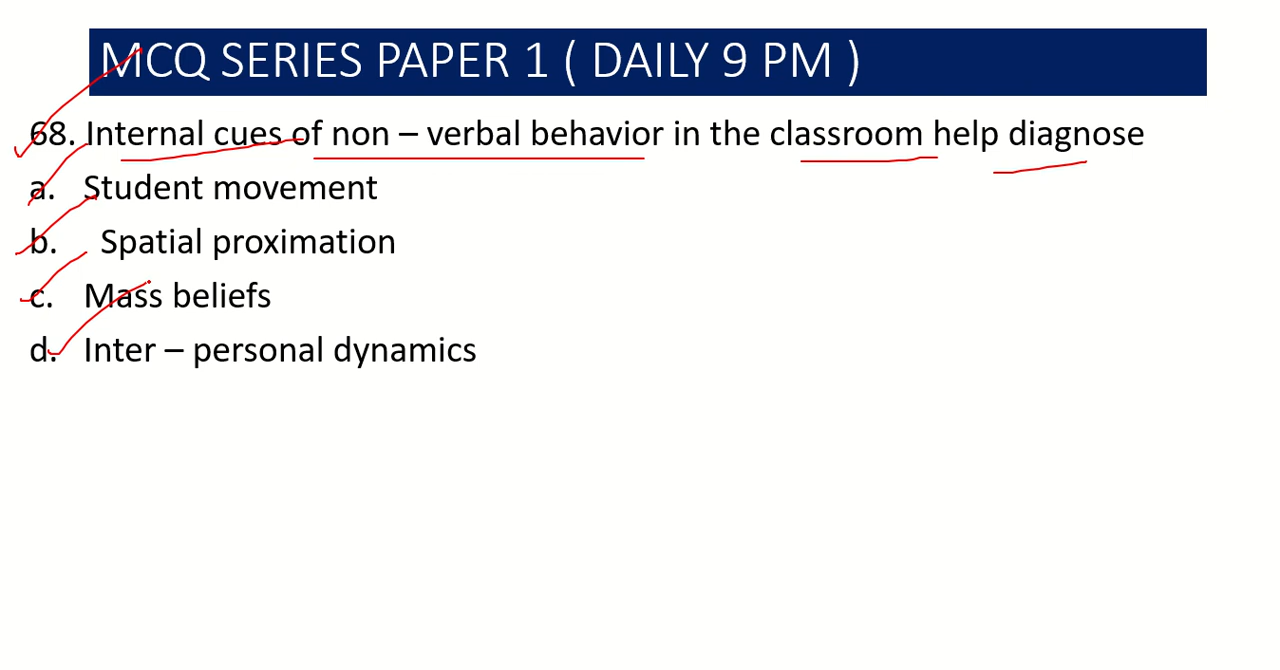 MCQ SERIES PAPER 1 ( DAILY 9 PM )
68. Internal cues of non – verbal behavior in the classroom help diagnose
a. Student movement
b. Spatial proximation
c. Mass beliefs
d. Inter – personal dynamics